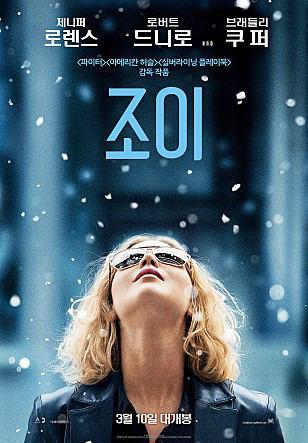 제니퍼 로버트 브래들리
로렌스 드니로 쿠퍼
<파이터><아메리칸 허슬><실버라이닝 플레이북>
감독 작품
조이
3월 10일 대개봉